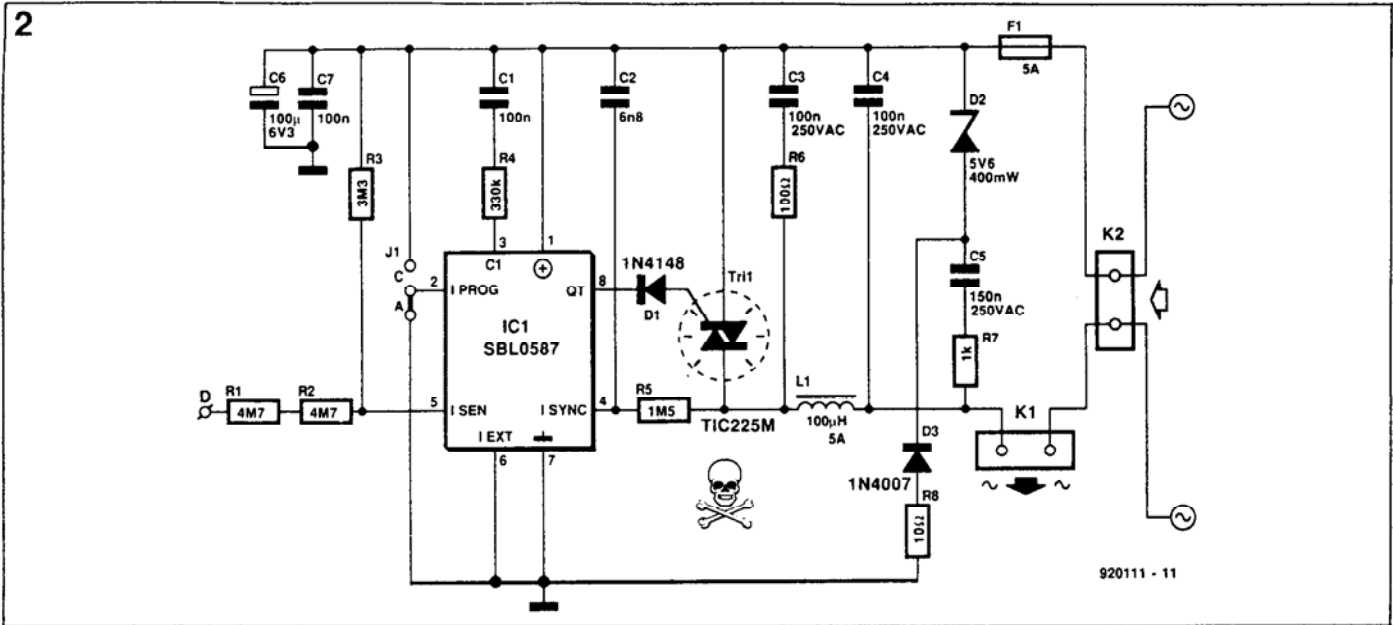 2
F1
5A
C6
100µ
6V3
C7
100n
R3
3M3
C1
100n
R4
330k
C2
6n8
C3
100n
250VAC
C4
100n
250VAC
R6
100Ω
D2
5V6
400mW
K2
J1
C
A
2
3
1
C1
I PROG
QT
8
1N4148
D1
Tri1
C5
150n
250VAC
R7
1k
IC1
SBL0587
D
R1
4M7
R2
4M7
5
I SEN
I SYNC
4
R5
1M5
TIC225M
L1
100µH
5A
K1
I EXT
6
7
D3
1N4007
R8
10Ω
920111 - 11